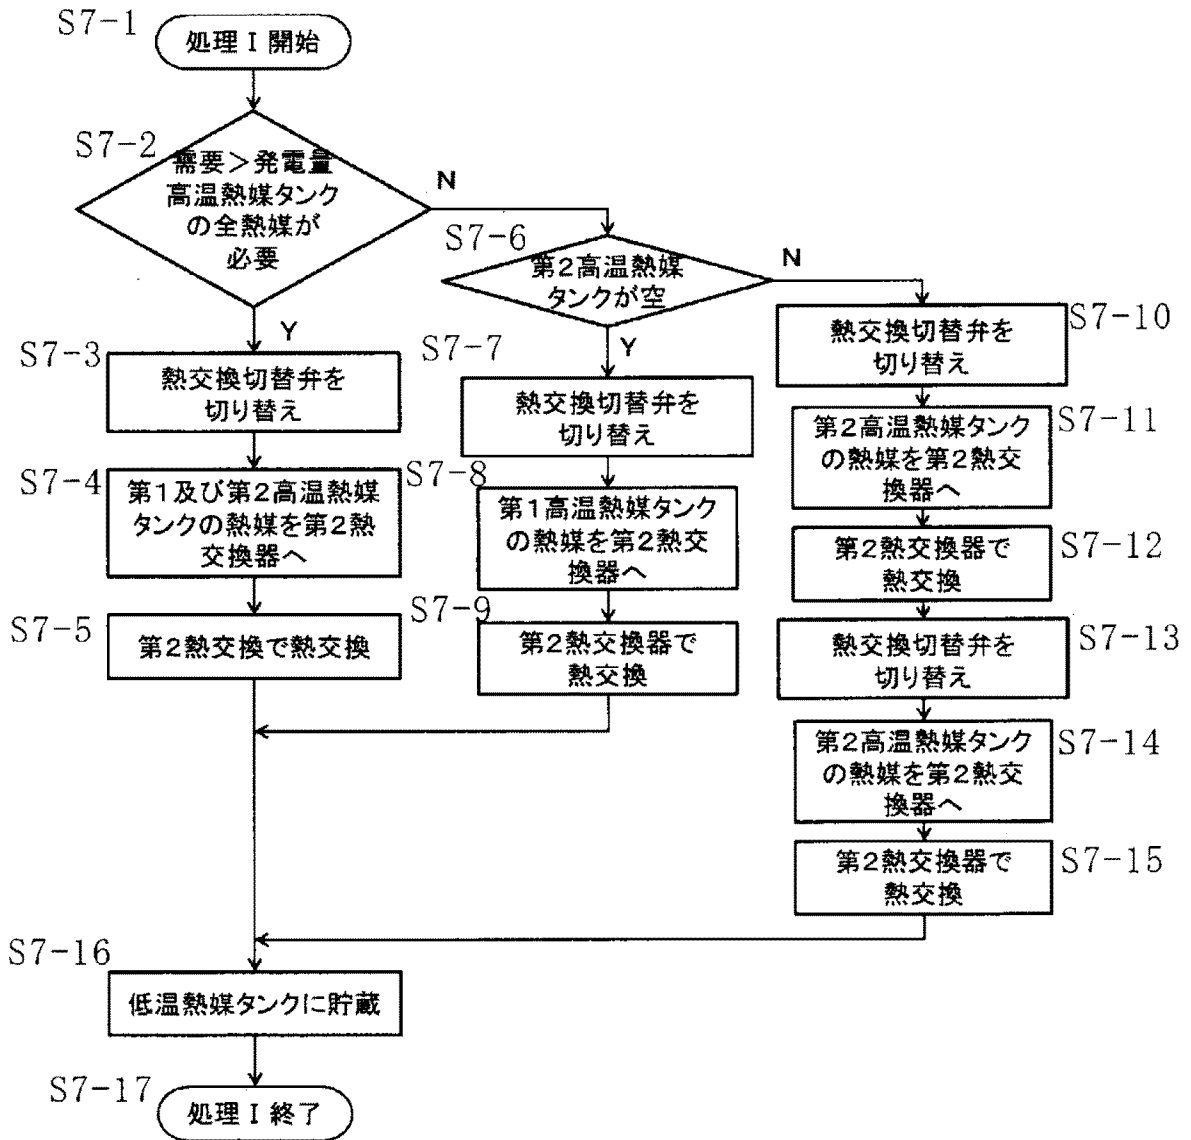 S7-1
処理Ⅰ開始
S7-2
需要＞発電量
高温熱媒タンク
の全熱媒が
必要
N
Y
S7-3
熱交換切替弁を
切り替え
S7-4
第1及び第2高温熱媒
タンクの熱媒を第2熱
交換器へ
S7-5
第2熱交換で熱交換
S7-6
第2高温熱媒
タンクが空
N
Y
S7-7
熱交換切替弁を
切り替え
S7-8
第1高温熱媒タンク
の熱媒を第2熱交
換器へ
S7-9
第2熱交換器で
熱交換
S7-10
熱交換切替弁を
切り替え
S7-11
第2高温熱媒タンク
の熱媒を第2熱交
換器へ
S7-12
第2熱交換器で
熱交換
S7-13
熱交換切替弁を
切り替え
S7-14
第2高温熱媒タンク
の熱媒を第2熱交
換器へ
S7-15
第2熱交換器で
熱交換
S7-16
低温熱媒タンクに貯蔵
S7-17
処理Ⅰ終了